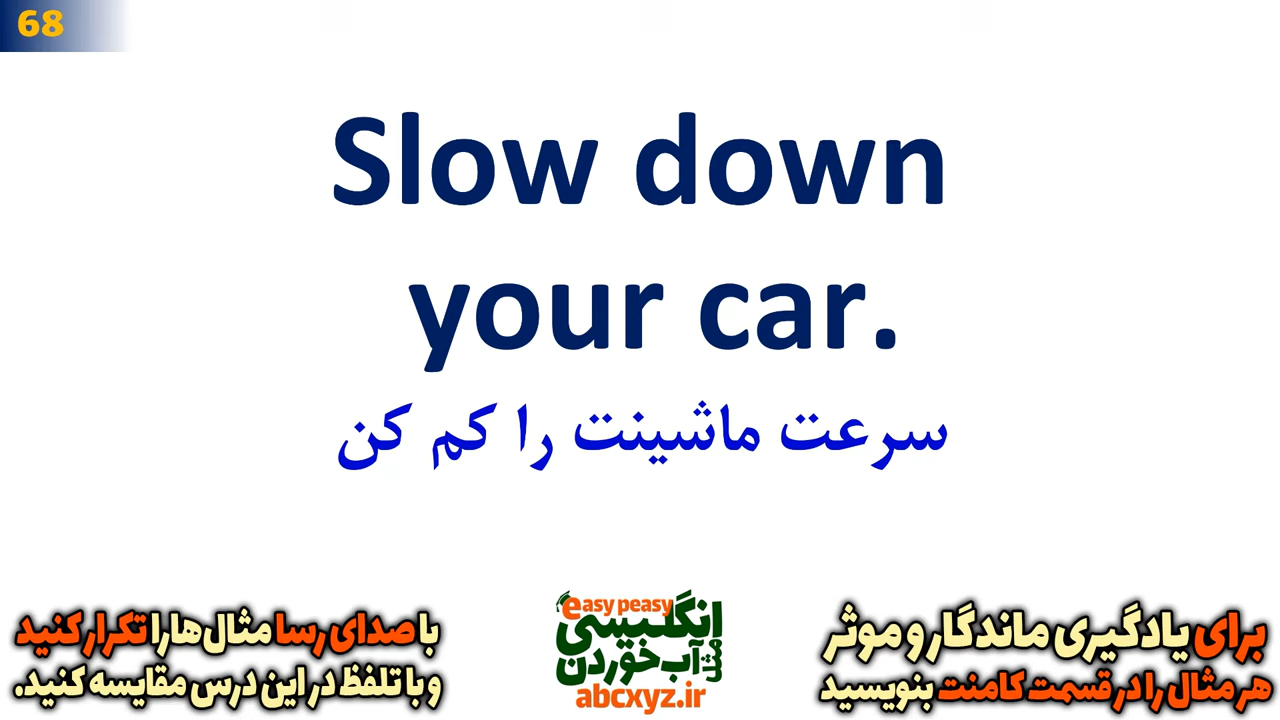 68
Slow down
your car.
سرعت ماشینت را کم کن
برای یادگیری ماندگار و موثر
هر مثال را در قسمت کامنت بنویسید
easy peasy
انگلیسی
مثل آب خوردن
abcxyz.ir
با صدای رسا مثال‌ها را تکرار کنید
و با تلفظ در این درس مقایسه کنید.